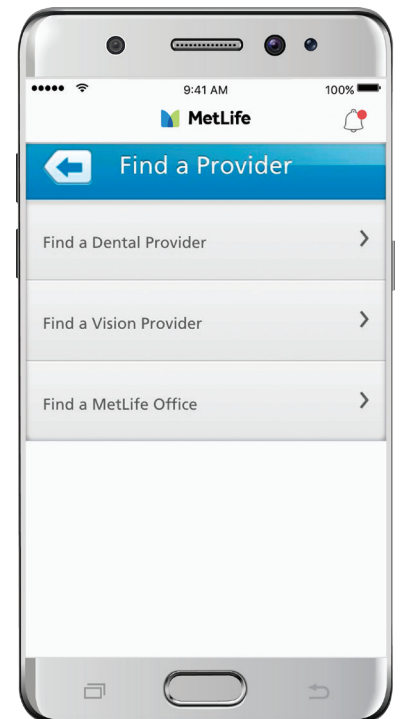 9:41 AM
100%
MetLife
Find a Provider
Find a Dental Provider
Find a Vision Provider
Find a MetLife Office